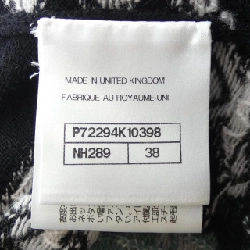 MADE IN UNITED KINGDOM
FABRIQUE AU ROYAUME-UNI
P72294K10398
NH289 38